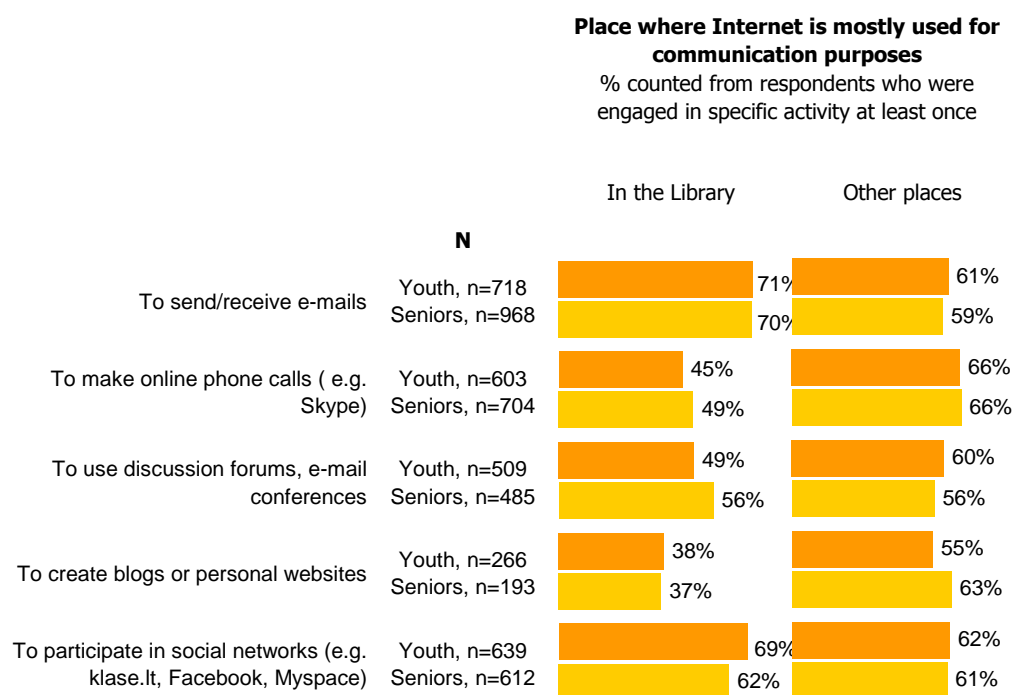 Place where Internet is mostly used for
communication purposes
% counted from respondents who were
engaged in specific activity at least once
In the Library
Other places
N
To send/receive e-mails
Youth, n=718
Seniors, n=968
71%
70%
61%
59%
To make online phone calls ( e.g.
Skype)
Youth, n=603
Seniors, n=704
45%
49%
66%
66%
To use discussion forums, e-mail
conferences
Youth, n=509
Seniors, n=485
49%
56%
60%
56%
To create blogs or personal websites
Youth, n=266
Seniors, n=193
38%
37%
55%
63%
To participate in social networks (e.g.
klase.lt, Facebook, Myspace)
Youth, n=639
Seniors, n=612
69%
62%
62%
61%